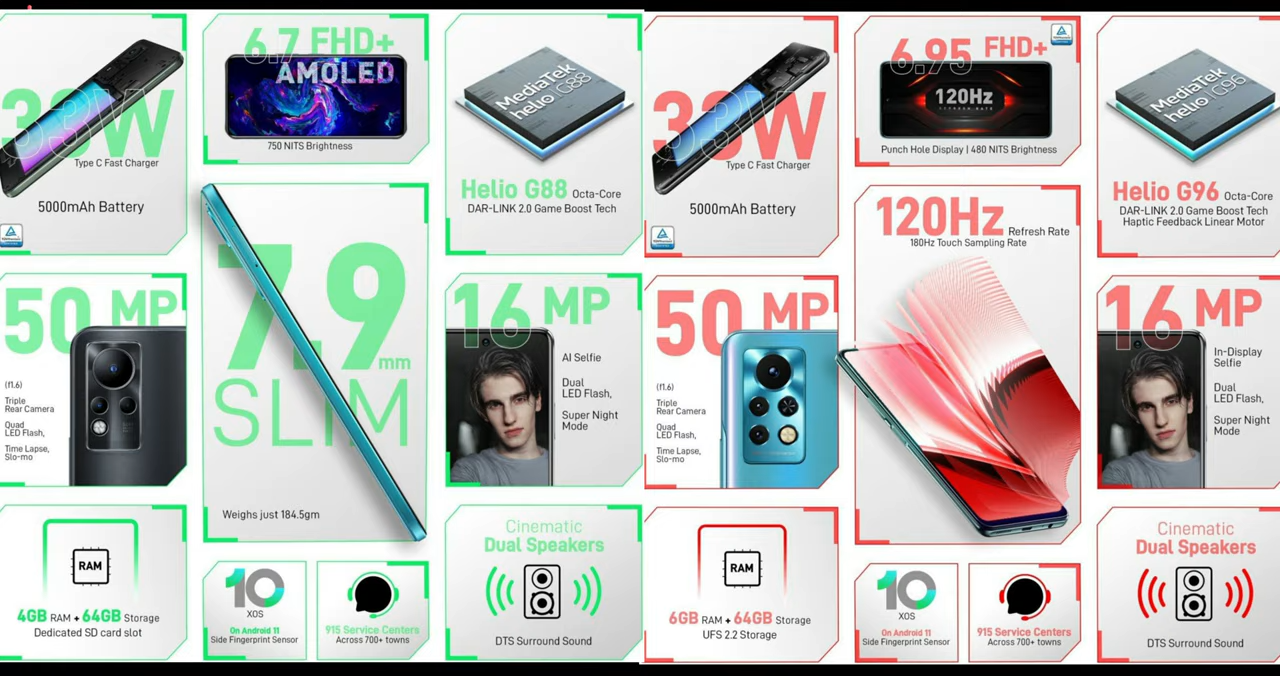 33W
Type C Fast Charger
5000mAh Battery
6.7 FHD+
AMOLED
750 NITS Brightness
MediaTek
helio G88
Helio G88 Octa-Core
DAR-LINK 2.0 Game Boost Tech
50 MP
(f1.6)
Triple
Rear Camera
Quad
LED Flash,
Time Lapse,
Slo-mo
7.9
mm
SLIM
Weighs just 184.5gm
16 MP
AI Selfie
Dual
LED Flash,
Super Night
Mode
RAM
4GB RAM + 64GB Storage
Dedicated SD card slot
10
XOS
On Android 11
Side Fingerprint Sensor
915 Service Centers
Across 700+ towns
Cinematic
Dual Speakers
DTS Surround Sound
33W
Type C Fast Charger
5000mAh Battery
6.95 FHD+
120Hz
REFRESH RATE
Punch Hole Display | 480 NITS Brightness
MediaTek
helio G96
Helio G96 Octa-Core
DAR-LINK 2.0 Game Boost Tech
Haptic Feedback Linear Motor
50 MP
(f1.6)
Triple
Rear Camera
Quad
LED Flash,
Time Lapse,
Slo-mo
120Hz Refresh Rate
180Hz Touch Sampling Rate
16 MP
In-Display
Selfie
Dual
LED Flash,
Super Night
Mode
RAM
6GB RAM + 64GB Storage
UFS 2.2 Storage
10
XOS
On Android 11
Side Fingerprint Sensor
915 Service Centers
Across 700+ towns
Cinematic
Dual Speakers
DTS Surround Sound